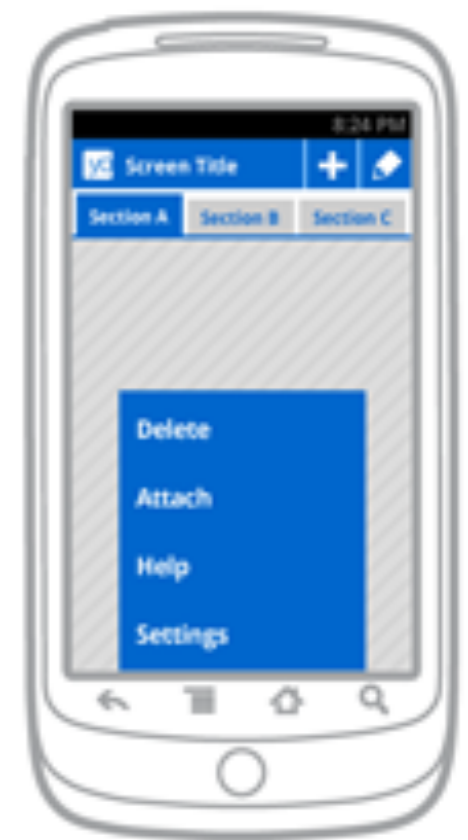 8:24 PM
Screen Title
Section A Section B Section C
Delete
Attach
Help
Settings